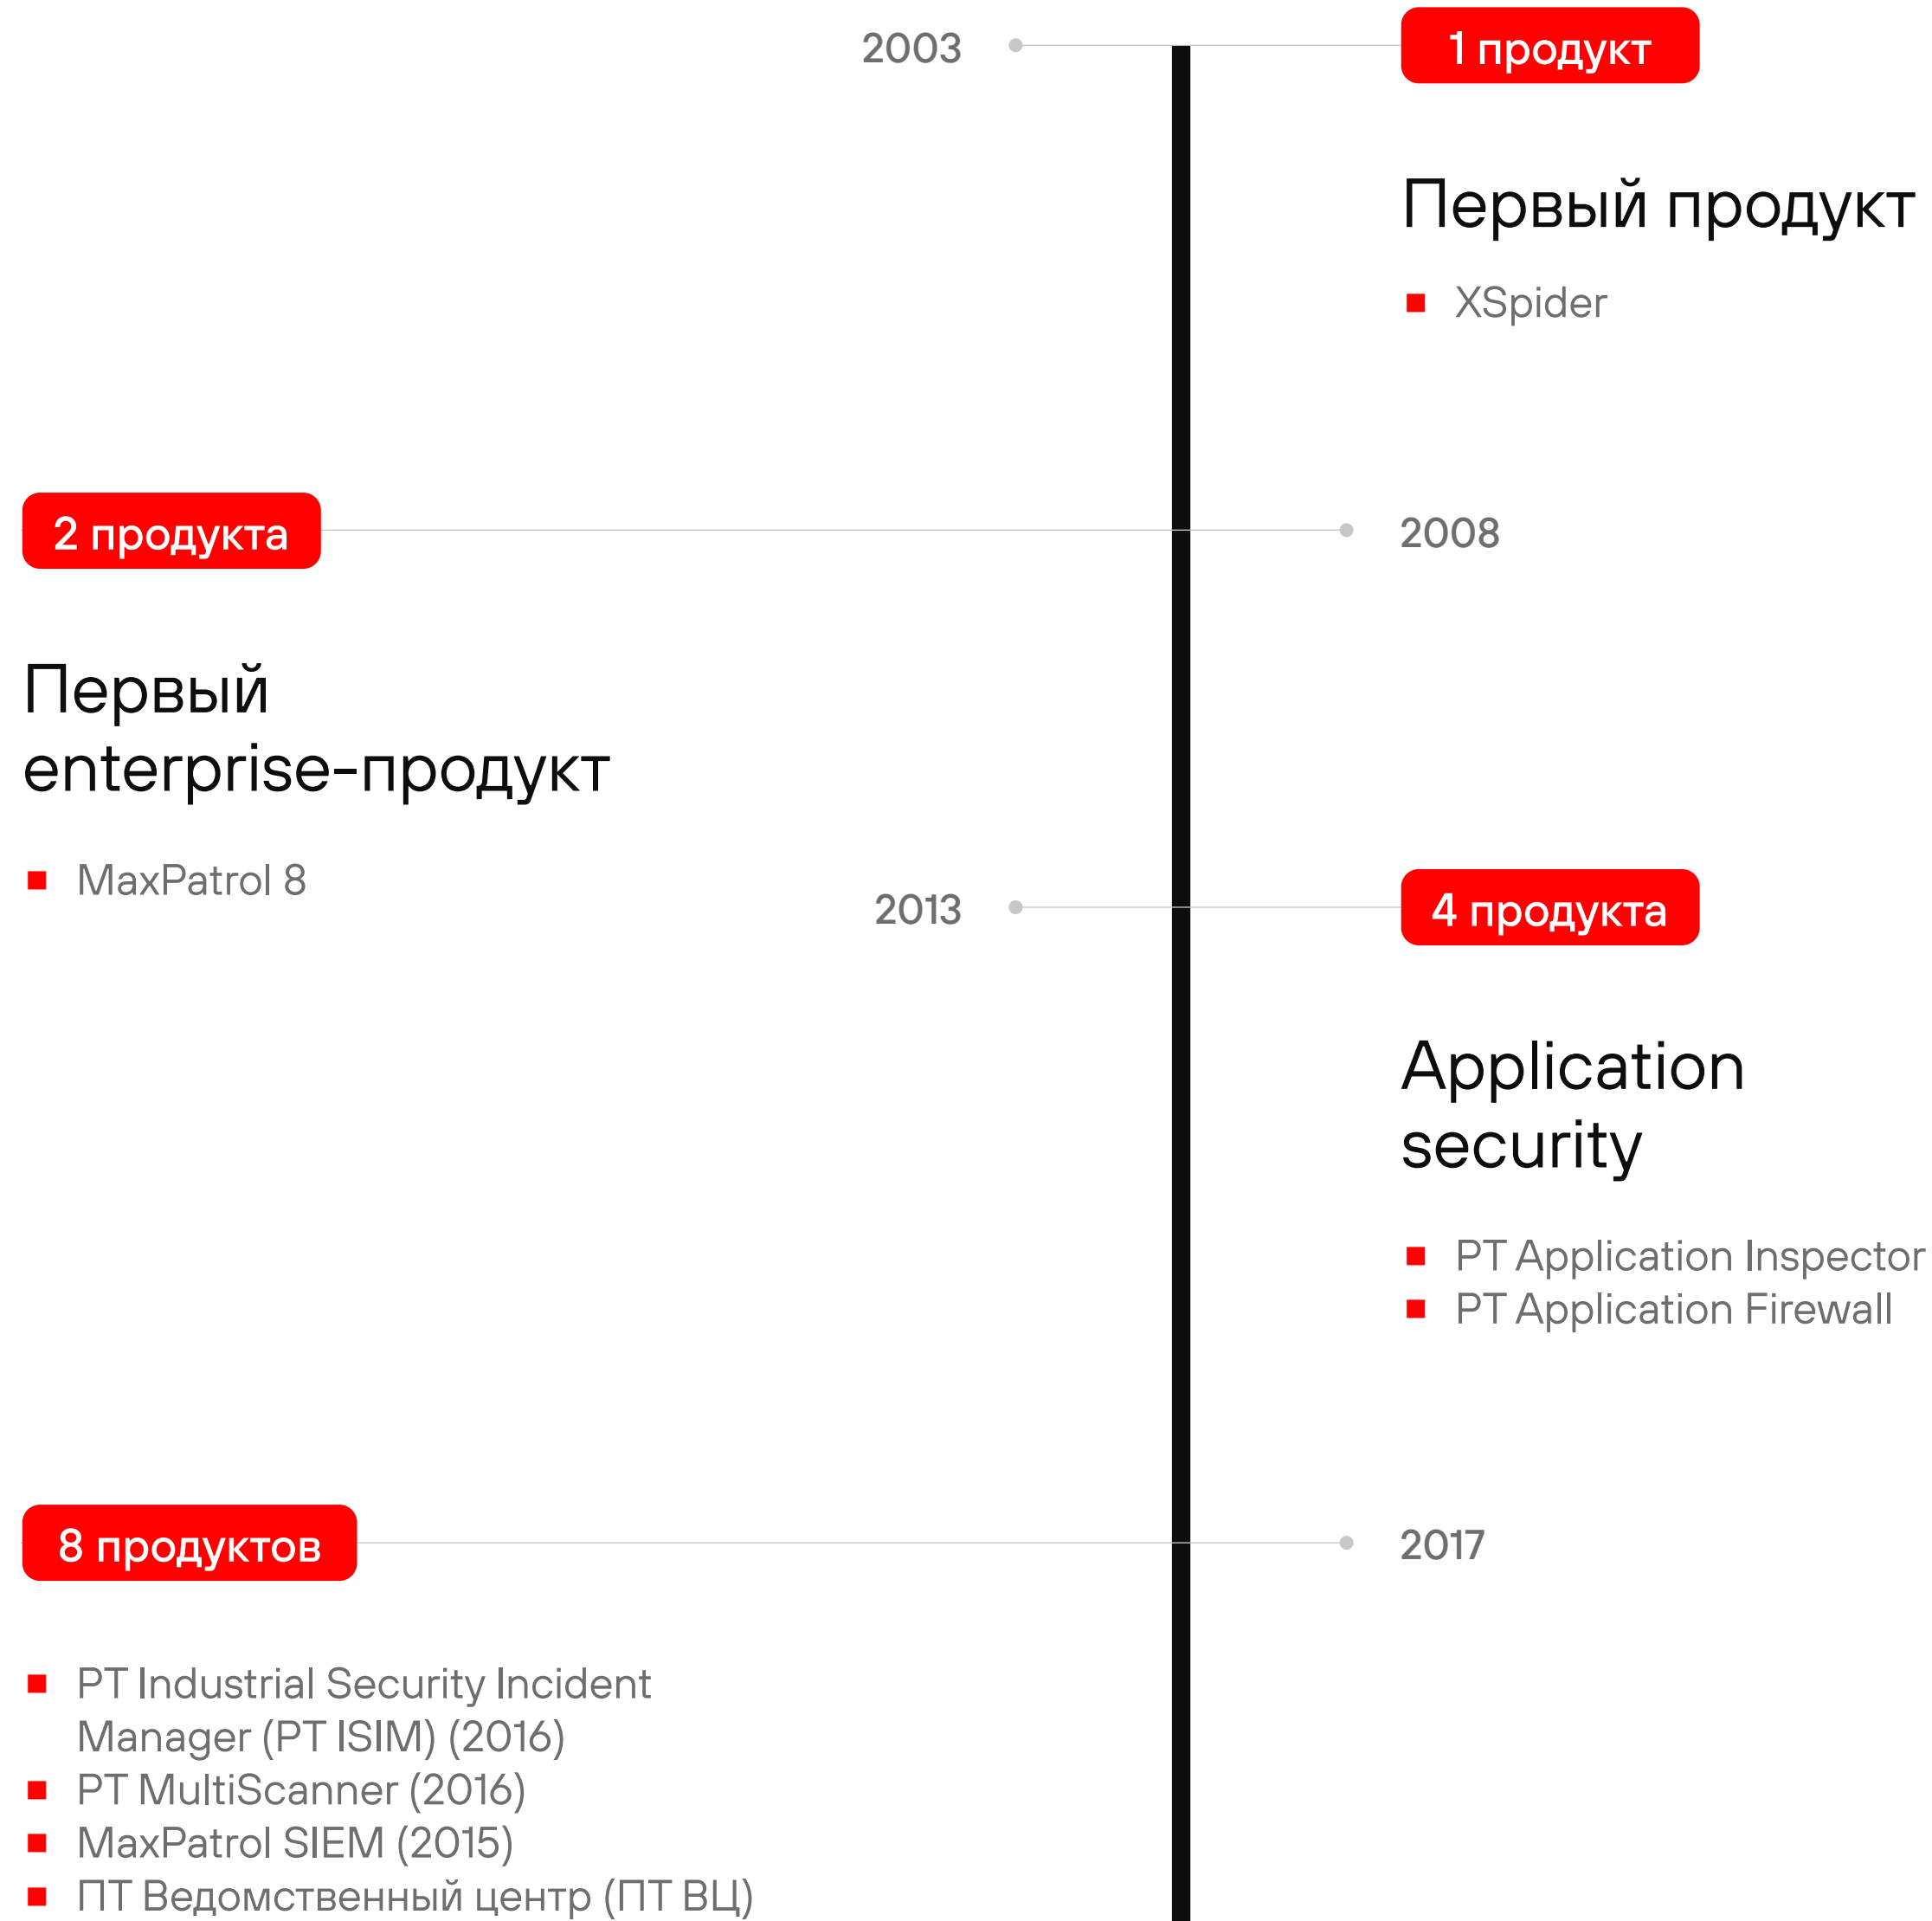 2003
1 продукт
Первый продукт
XSpider
2 продукта
2008
Первый
enterprise-продукт
MaxPatrol 8
2013
4 продукта
Application
security
PT Application Inspector
PT Application Firewall
8 продуктов
2017
PT Industrial Security Incident
Manager (PT ISIM) (2016)
PT MultiScanner (2016)
MaxPatrol SIEM (2015)
ПТ Ведомственный центр (ПТ ВЦ)